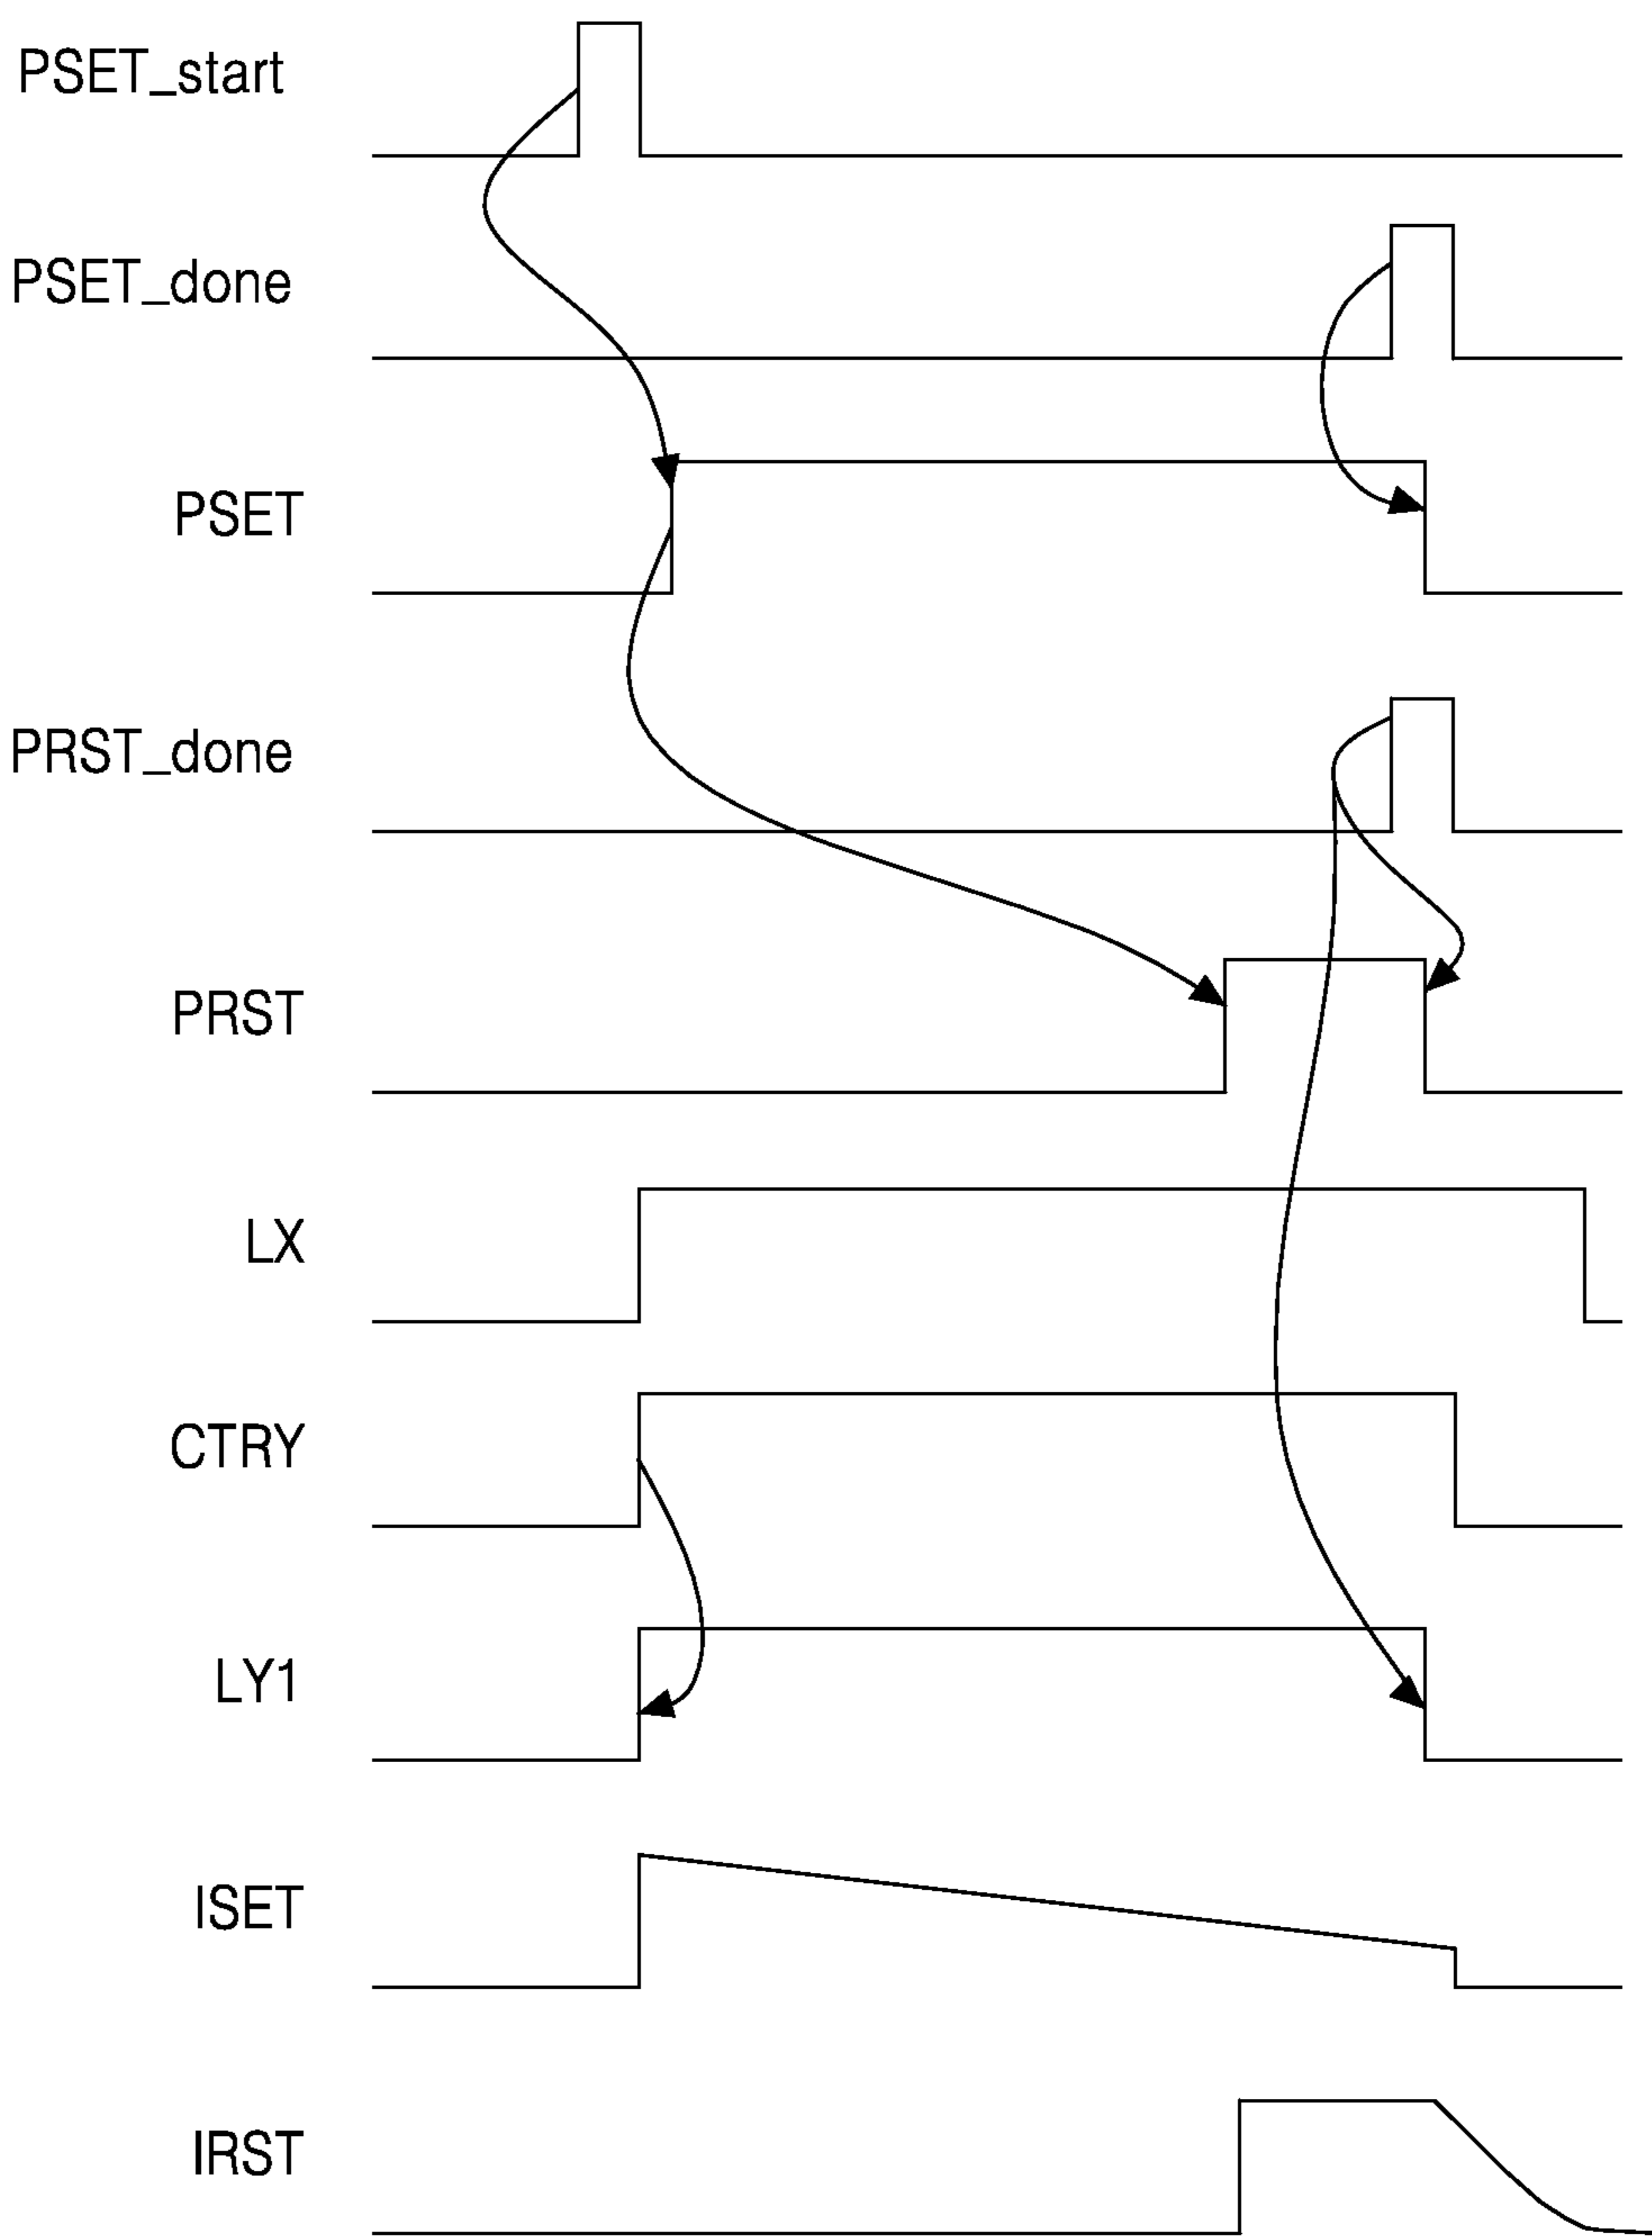 PSET_start
PSET_done
PSET
PRST_done
PRST
LX
CTRY
LY1
ISET
IRST